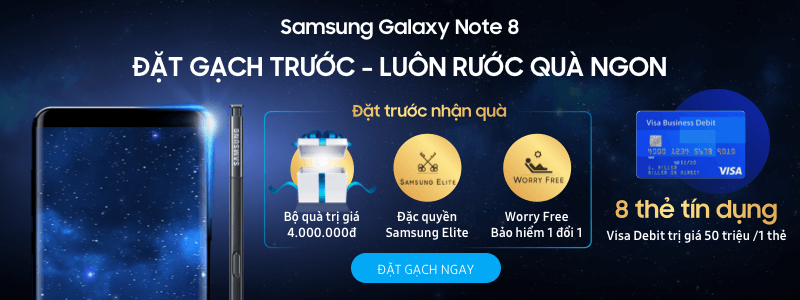 Samsung Galaxy Note 8
ĐẶT GẠCH TRƯỚC - LUÔN RƯỚC QUÀ NGON
Đặt trước nhận quà
SAMSUNG
SAMSUNG ELITE
WORRY FREE
Bộ quà trị giá
4.000.000đ
Đặc quyền
Samsung Elite
Worry Free
Bảo hiểm 1 đổi 1
Visa Business Debit
VISA
8 thẻ tín dụng
Visa Debit trị giá 50 triệu /1 thẻ
ĐẶT GẠCH NGAY